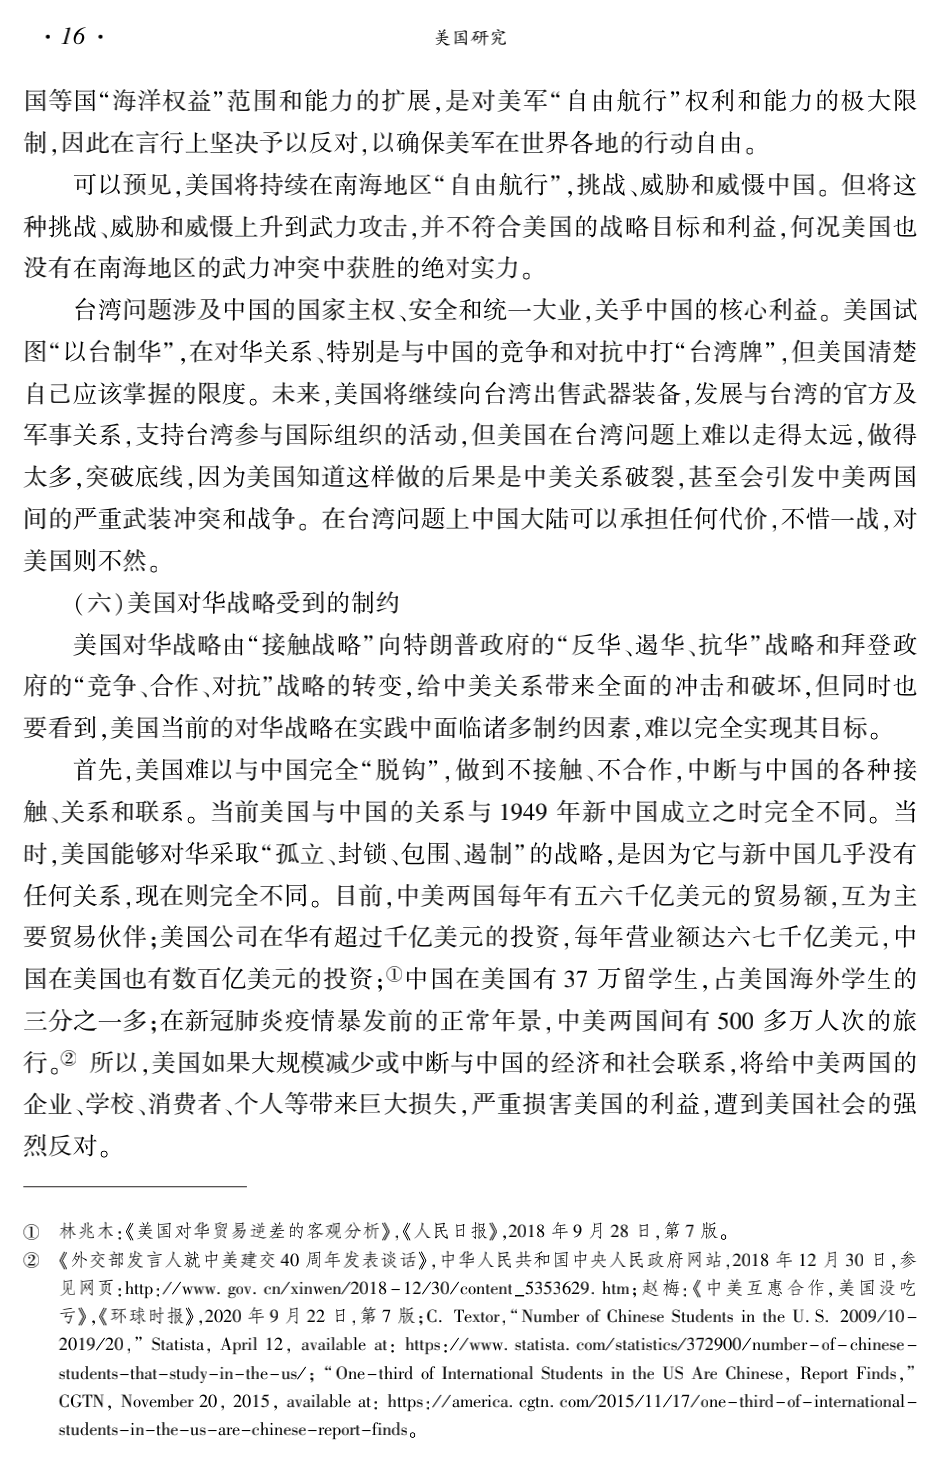 · 16 ·
美国研究
国等国“海洋权益”范围和能力的扩展,是对美军“自由航行”权利和能力的极大限
制,因此在言行上坚决予以反对,以确保美军在世界各地的行动自由。
可以预见,美国将持续在南海地区“自由航行”,挑战、威胁和威慑中国。但将这
种挑战、威胁和威慑上升到武力攻击,并不符合美国的战略目标和利益,何况美国也
没有在南海地区的武力冲突中获胜的绝对实力。
台湾问题涉及中国的国家主权、安全和统一大业,关乎中国的核心利益。美国试
图“以台制华”,在对华关系、特别是与中国的竞争和对抗中打“台湾牌”,但美国清楚
自己应该掌握的限度。未来,美国将继续向台湾出售武器装备,发展与台湾的官方及
军事关系,支持台湾参与国际组织的活动,但美国在台湾问题上难以走得太远,做得
太多,突破底线,因为美国知道这样做的后果是中美关系破裂,甚至会引发中美两国
间的严重武装冲突和战争。在台湾问题上中国大陆可以承担任何代价,不惜一战,对
美国则不然。
(六)美国对华战略受到的制约
美国对华战略由“接触战略”向特朗普政府的“反华、遏华、抗华”战略和拜登政
府的“竞争、合作、对抗”战略的转变,给中美关系带来全面的冲击和破坏,但同时也
要看到,美国当前的对华战略在实践中面临诸多制约因素,难以完全实现其目标。
首先,美国难以与中国完全“脱钩”,做到不接触、不合作,中断与中国的各种接
触、关系和联系。当前美国与中国的关系与 1949 年新中国成立之时完全不同。当
时,美国能够对华采取“孤立、封锁、包围、遏制”的战略,是因为它与新中国几乎没有
任何关系,现在则完全不同。目前,中美两国每年有五六千亿美元的贸易额,互为主
要贸易伙伴;美国公司在华有超过千亿美元的投资,每年营业额达六七千亿美元,中
国在美国也有数百亿美元的投资;①中国在美国有 37 万留学生,占美国海外学生的
三分之一多;在新冠肺炎疫情暴发前的正常年景,中美两国间有 500 多万人次的旅
行。② 所以,美国如果大规模减少或中断与中国的经济和社会联系,将给中美两国的
企业、学校、消费者、个人等带来巨大损失,严重损害美国的利益,遭到美国社会的强
烈反对。
① 林兆木:《美国对华贸易逆差的客观分析》,《人民日报》,2018 年 9 月 28 日,第 7 版。
② 《外交部发言人就中美建交 40 周年发表谈话》,中华人民共和国中央人民政府网站,2018 年 12 月 30 日,参
见网页:http://www. gov. cn/xinwen/2018-12/30/content_5353629. htm;赵梅:《中美互惠合作,美国没吃
亏》,《环球时报》,2020 年 9 月 22 日,第 7 版;C. Textor,“Number of Chinese Students in the U. S. 2009/10-
2019/20,” Statista, April 12, available at: https://www. statista. com/statistics/372900/number-of-chinese-
students-that-study-in-the-us/; “One-third of International Students in the US Are Chinese, Report Finds,”
CGTN, November 20, 2015, available at: https://america. cgtn. com/2015/11/17/one-third-of-international-
students-in-the-us-are-chinese-report-finds。